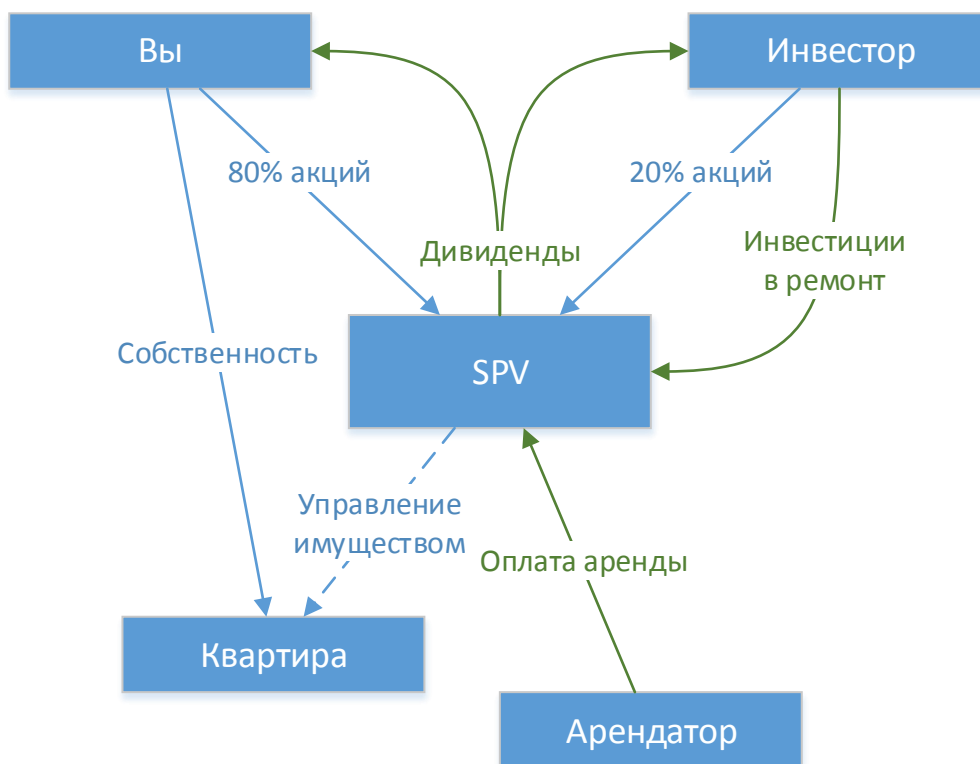 Вы
Инвестор
80% акций
20% акций
Дивиденды
Инвестиции
в ремонт
Собственность
SPV
Управление
имуществом
Оплата аренды
Квартира
Арендатор